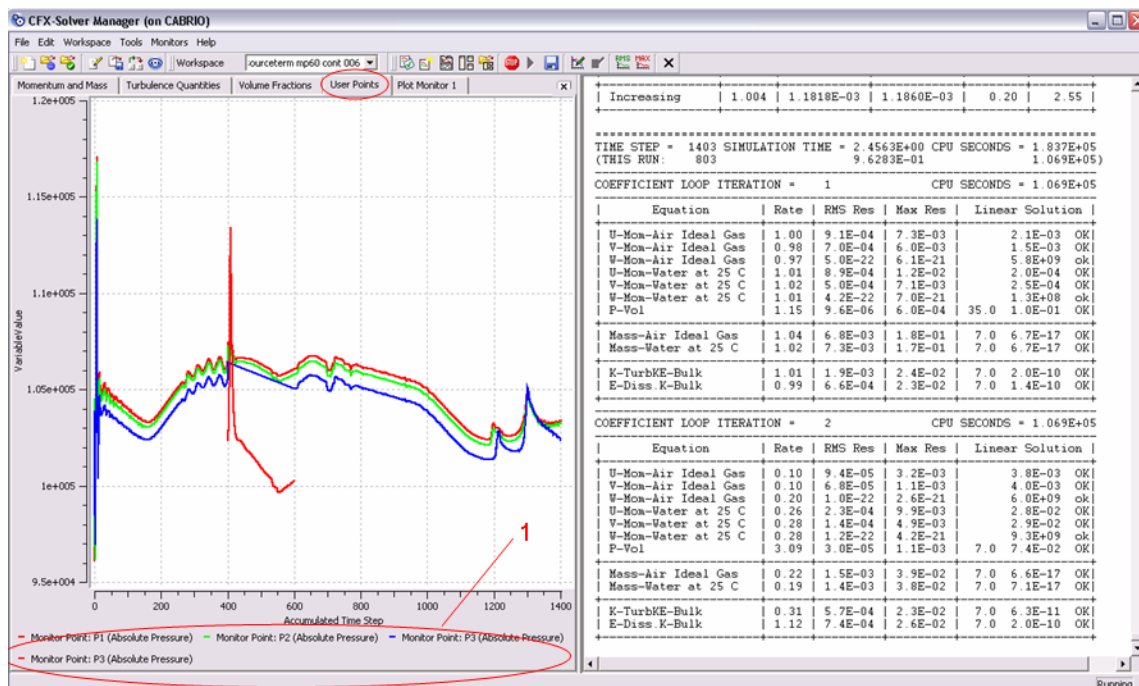 CFX-Solver Manager (on CABRIO)
File Edit Workspace Tools Monitors Help
Workspace ourceterm mp60 cont 006 RMS MAX
Momentum and Mass Turbulence Quantities Volume Fractions User Points Plot Monitor 1
1.2e+005
1.15e+005
1.1e+005
1.05e+005
1e+005
9.5e+004
Variable Value
0 200 400 600 800 1000 1200 1400
Accumulated Time Step
Monitor Point: P1 (Absolute Pressure) Monitor Point: P2 (Absolute Pressure) Monitor Point: P3 (Absolute Pressure)
Monitor Point: P3 (Absolute Pressure)
1
| Increasing | 1.004 | 1.1818E-03 | 1.1860E-03 | 0.20 | 2.55 |
TIME STEP = 1403 SIMULATION TIME = 2.4563E+00 CPU SECONDS = 1.837E+05
(THIS RUN: 803 9.6283E-01 1.069E+05)
COEFFICIENT LOOP ITERATION = 1 CPU SECONDS = 1.069E+05
| Equation | Rate | RMS Res | Max Res | Linear Solution |
| U-Mom-Air Ideal Gas | 1.00 | 9.1E-04 | 7.3E-03 | 2.1E-03 OK|
| V-Mom-Air Ideal Gas | 0.98 | 7.0E-04 | 6.0E-03 | 1.5E-03 OK|
| W-Mom-Air Ideal Gas | 0.97 | 5.0E-22 | 6.1E-21 | 5.8E+09 ok|
| U-Mom-Water at 25 C | 1.01 | 8.9E-04 | 1.2E-02 | 2.0E-04 OK|
| V-Mom-Water at 25 C | 1.02 | 5.0E-04 | 7.1E-03 | 2.5E-04 OK|
| W-Mom-Water at 25 C | 1.01 | 4.2E-22 | 7.0E-21 | 1.3E+08 ok|
| P-Vol | 1.15 | 9.6E-06 | 6.0E-04 | 35.0 1.0E-01 OK|
| Mass-Air Ideal Gas | 1.04 | 6.8E-03 | 1.8E-01 | 7.0 6.7E-17 OK|
| Mass-Water at 25 C | 1.02 | 7.3E-03 | 1.7E-01 | 7.0 6.7E-17 OK|
| K-TurbKE-Bulk | 1.01 | 1.9E-03 | 2.4E-02 | 7.0 2.0E-10 OK|
| E-Diss.K-Bulk | 0.99 | 6.6E-04 | 2.3E-02 | 7.0 1.4E-10 OK|
COEFFICIENT LOOP ITERATION = 2 CPU SECONDS = 1.069E+05
| Equation | Rate | RMS Res | Max Res | Linear Solution |
| U-Mom-Air Ideal Gas | 0.10 | 9.4E-05 | 3.2E-03 | 3.8E-03 OK|
| V-Mom-Air Ideal Gas | 0.10 | 6.8E-05 | 1.1E-03 | 4.0E-03 OK|
| W-Mom-Air Ideal Gas | 0.20 | 1.0E-22 | 2.6E-21 | 6.0E+09 ok|
| U-Mom-Water at 25 C | 0.26 | 2.3E-04 | 9.9E-03 | 2.8E-02 OK|
| V-Mom-Water at 25 C | 0.28 | 1.4E-04 | 4.9E-03 | 2.9E-02 OK|
| W-Mom-Water at 25 C | 0.28 | 1.2E-22 | 4.2E-21 | 9.3E+09 ok|
| P-Vol | 3.09 | 3.0E-05 | 1.1E-03 | 7.0 7.4E-02 OK|
| Mass-Air Ideal Gas | 0.22 | 1.5E-03 | 3.9E-02 | 7.0 6.6E-17 OK|
| Mass-Water at 25 C | 0.19 | 1.4E-03 | 3.8E-02 | 7.0 7.1E-17 OK|
| K-TurbKE-Bulk | 0.31 | 5.7E-04 | 2.3E-02 | 7.0 6.3E-11 OK|
| E-Diss.K-Bulk | 1.12 | 7.4E-04 | 2.6E-02 | 7.0 2.0E-10 OK|
Running